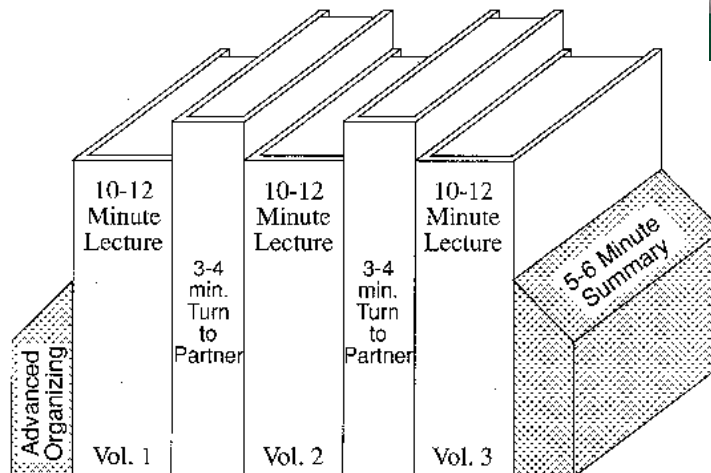 Advanced
Organizing
10-12
Minute
Lecture
Vol. 1
3-4
min.
Turn
to
Partner
10-12
Minute
Lecture
Vol. 2
3-4
min.
Turn
to
Partner
10-12
Minute
Lecture
Vol. 3
5-6 Minute
Summary